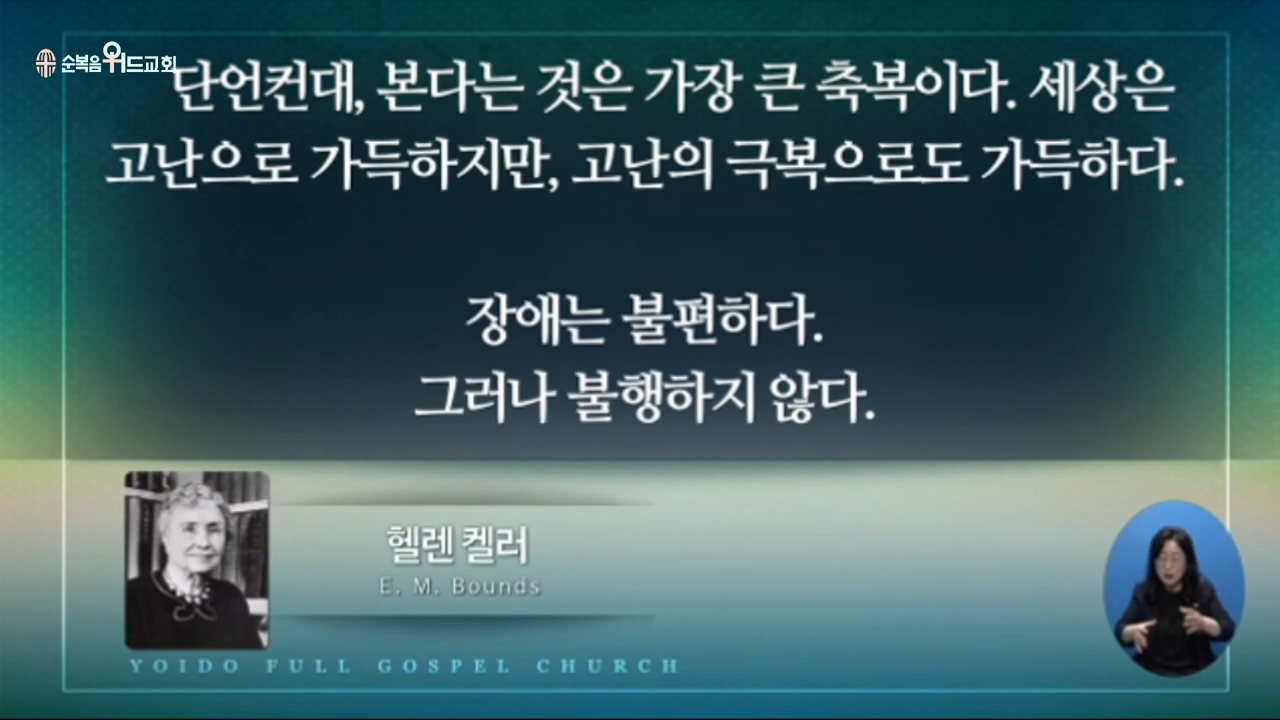 순복음워드교회
단언컨대, 본다는 것은 가장 큰 축복이다. 세상은
고난으로 가득하지만, 고난의 극복으로도 가득하다.
장애는 불편하다.
그러나 불행하지 않다.
헬렌 켈러
E. M. Bounds
YOIDO FULL GOSPEL CHURCH